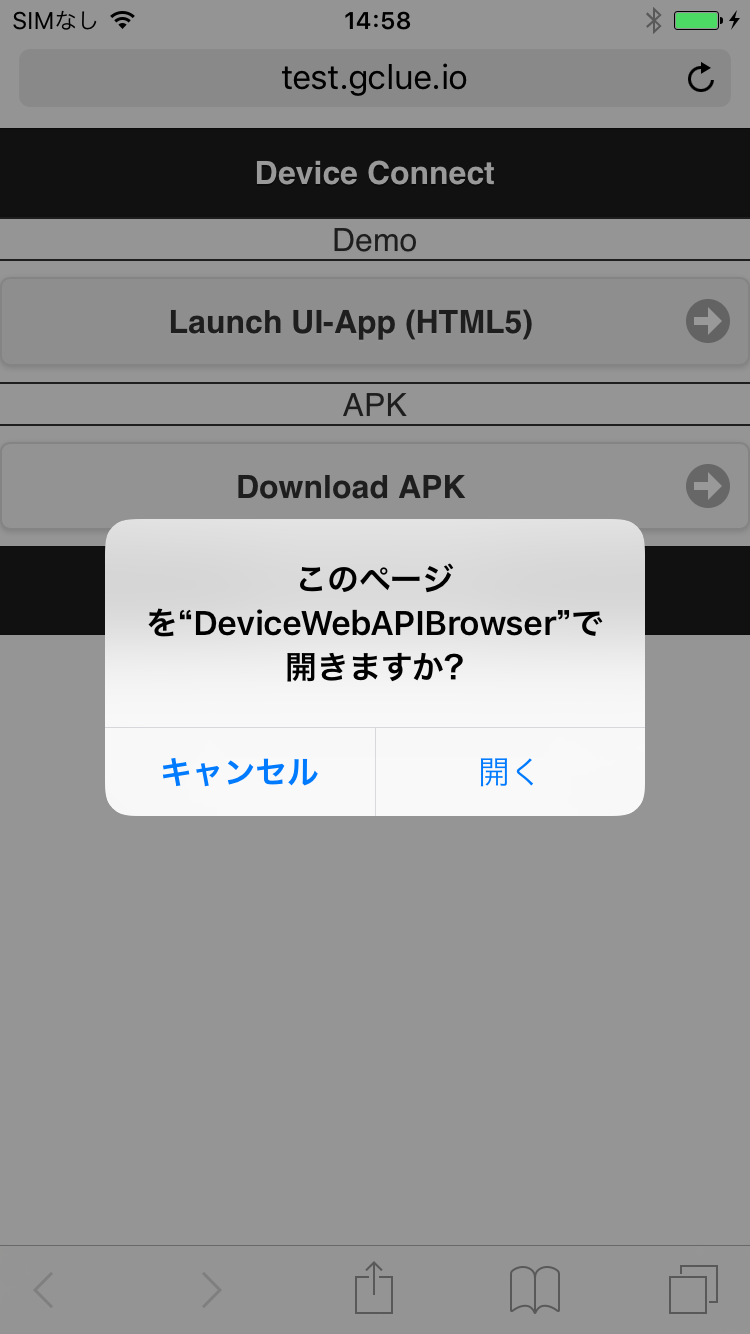 SIMなし 14:58
test.gclue.io
Device Connect
Demo
Launch UI-App (HTML5)
APK
Download APK
このページ
を“DeviceWebAPIBrowser”で
開きますか?
キャンセル 開く